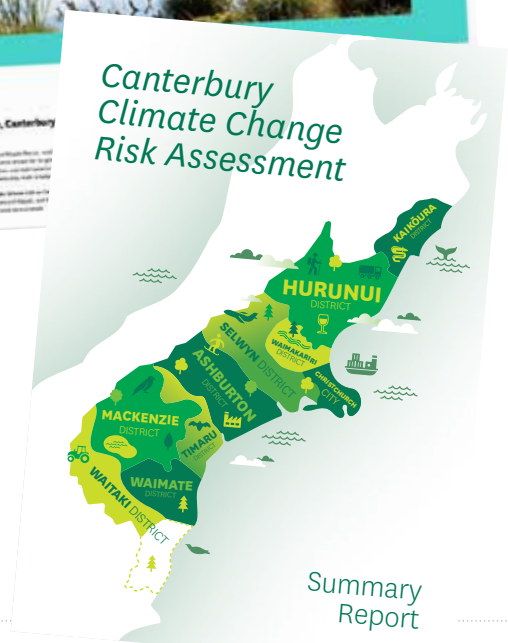 , Canterbury
Canterbury
Climate Change
Risk Assessment
KAIKŌURA
DISTRICT
HURUNUI
DISTRICT
WAIMAKARIRI
DISTRICT
SELWYN DISTRICT
CHRISTCHURCH
CITY
ASHBURTON
DISTRICT
MACKENZIE
DISTRICT
TIMARU
DISTRICT
WAIMATE
DISTRICT
WAITAKI DISTRICT
Summary
Report